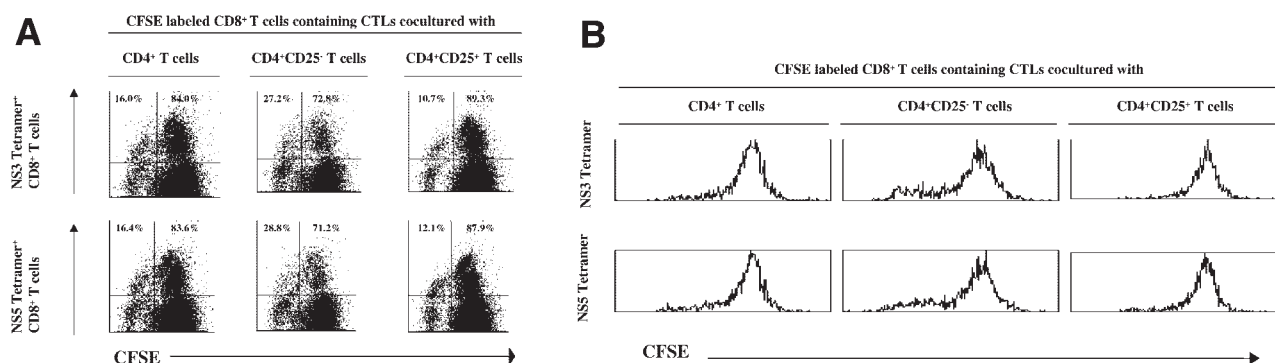 A
CFSE labeled CD8⁺ T cells containing CTLs cocultured with
CD4⁺ T cells
CD4⁺CD25⁻ T cells
CD4⁺CD25⁺ T cells
NS3 Tetramer⁺
CD8⁺ T cells
16.0% 84.0%
27.2% 72.8%
10.7% 89.3%
NS5 Tetramer⁺
CD8⁺ T cells
16.4% 83.6%
28.8% 71.2%
12.1% 87.9%
CFSE
B
CFSE labeled CD8⁺ T cells containing CTLs cocultured with
CD4⁺ T cells
CD4⁺CD25⁻ T cells
CD4⁺CD25⁺ T cells
NS3 Tetramer
NS5 Tetramer
CFSE